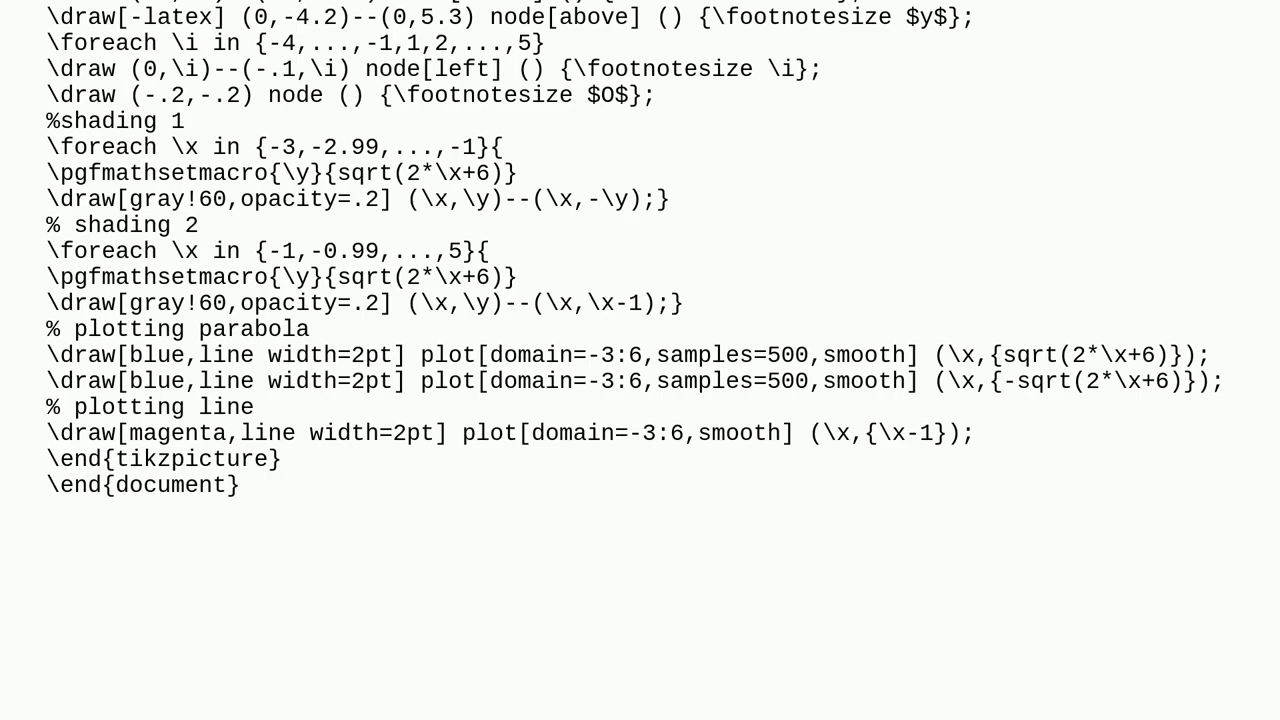 \draw[-latex] (0,-4.2)--(0,5.3) node[above] () {\footnotesize $y$};
\foreach \i in {-4,...,-1,1,2,...,5}
\draw (0,\i)--(-.1,\i) node[left] () {\footnotesize \i};
\draw (-.2,-.2) node () {\footnotesize $O$};
%shading 1
\foreach \x in {-3,-2.99,...,-1}{
\pgfmathsetmacro{\y}{sqrt(2*\x+6)}
\draw[gray!60,opacity=.2] (\x,\y)--(\x,-\y);}
% shading 2
\foreach \x in {-1,-0.99,...,5}{
\pgfmathsetmacro{\y}{sqrt(2*\x+6)}
\draw[gray!60,opacity=.2] (\x,\y)--(\x,\x-1);}
% plotting parabola
\draw[blue,line width=2pt] plot[domain=-3:6,samples=500,smooth] (\x,{sqrt(2*\x+6)});
\draw[blue,line width=2pt] plot[domain=-3:6,samples=500,smooth] (\x,{-sqrt(2*\x+6)});
% plotting line
\draw[magenta,line width=2pt] plot[domain=-3:6,smooth] (\x,{\x-1});
\end{tikzpicture}
\end{document}